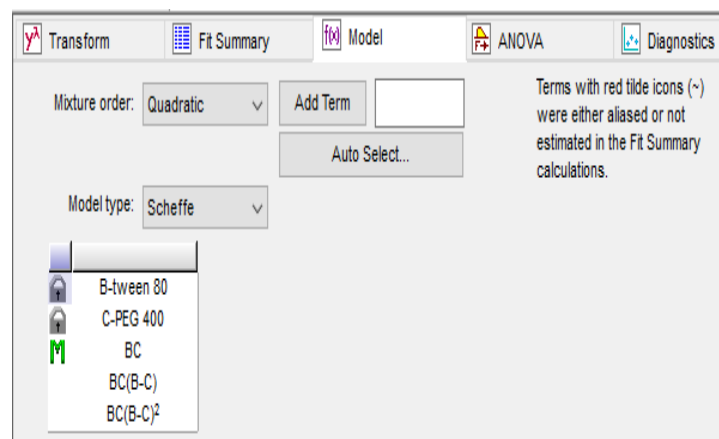 yλ Transform
Fit Summary
f(x) Model
F→ ANOVA
Diagnostics
Mixture order: Quadratic
Add Term
Auto Select...
Terms with red tilde icons (~)
were either aliased or not
estimated in the Fit Summary
calculations.
Model type: Scheffe
B-tween 80
C-PEG 400
M BC
BC(B-C)
BC(B-C)²